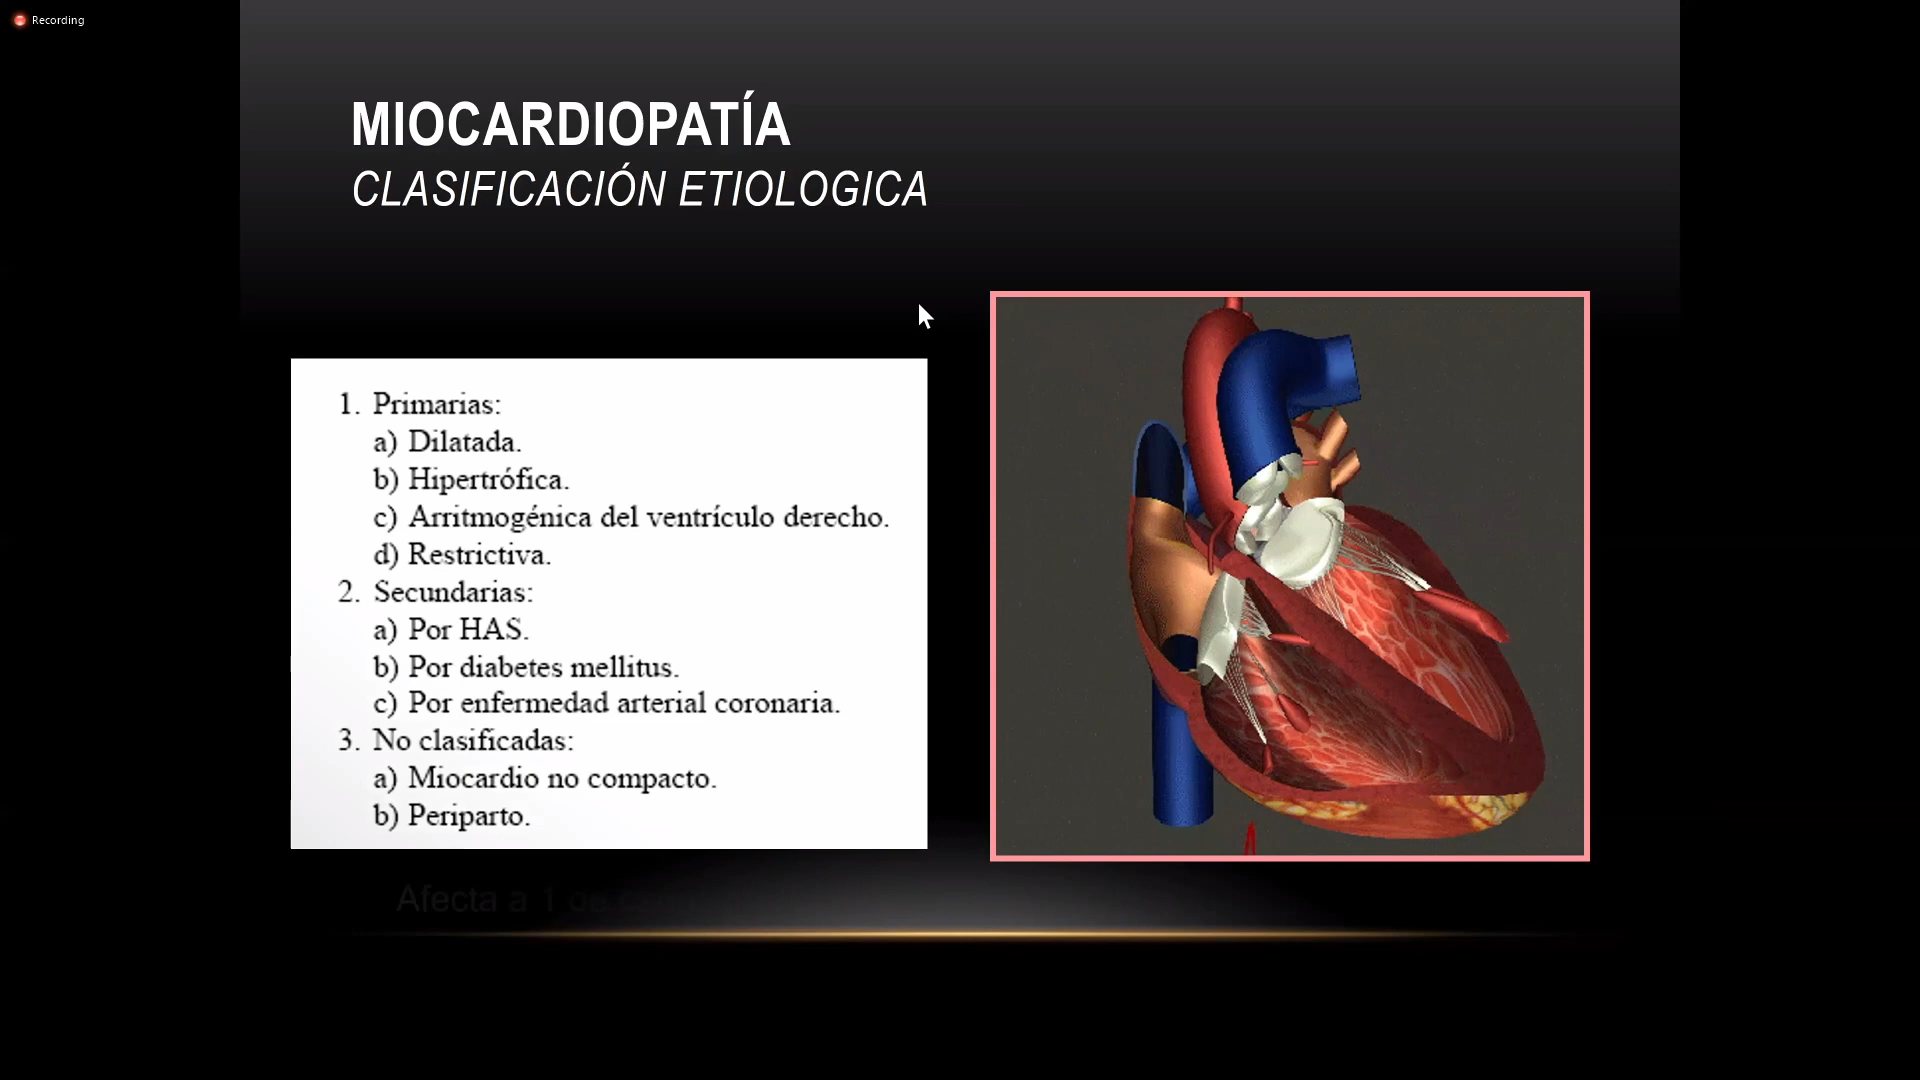 Recording
MIOCARDIOPATÍA
CLASIFICACIÓN ETIOLOGICA
1. Primarias:
a) Dilatada.
b) Hipertrófica.
c) Arritmogénica del ventrículo derecho.
d) Restrictiva.
2. Secundarias:
a) Por HAS.
b) Por diabetes mellitus.
c) Por enfermedad arterial coronaria.
3. No clasificadas:
a) Miocardio no compacto.
b) Periparto.
Afecta a 1 de